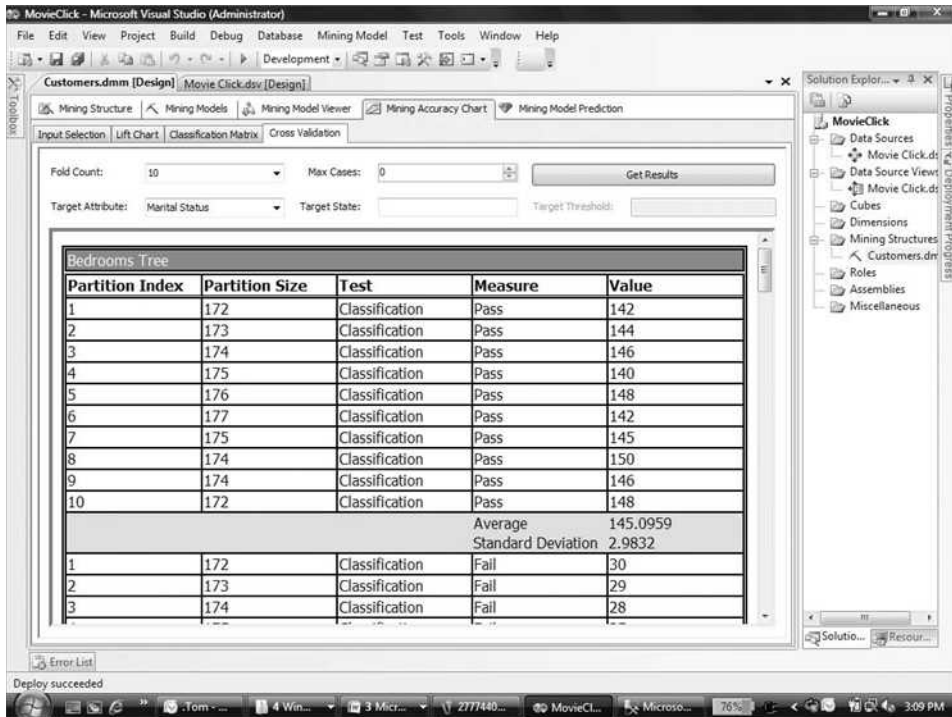 MovieClick - Microsoft Visual Studio (Administrator)
File Edit View Project Build Debug Database Mining Model Test Tools Window Help
Development
Toolbox
Customers.dmm [Design] Movie Click.dsv [Design]
Mining Structure Mining Models Mining Model Viewer Mining Accuracy Chart Mining Model Prediction
Input Selection Lift Chart Classification Matrix Cross Validation
Fold Count: 10 Max Cases: 0 Get Results
Target Attribute: Marital Status Target State: Target Threshold:
Bedrooms Tree
Partition Index Partition Size Test Measure Value
1 172 Classification Pass 142
2 173 Classification Pass 144
3 174 Classification Pass 146
4 175 Classification Pass 140
5 176 Classification Pass 148
6 177 Classification Pass 142
7 175 Classification Pass 145
8 174 Classification Pass 150
9 174 Classification Pass 146
10 172 Classification Pass 148
Average 145.0959
Standard Deviation 2.9832
1 172 Classification Fail 30
2 173 Classification Fail 29
3 174 Classification Fail 28
Solution Explor...
MovieClick
Data Sources
Movie Click.ds
Data Source Views
Movie Click.ds
Cubes
Dimensions
Mining Structures
Customers.dm
Roles
Assemblies
Miscellaneous
Solutio... Resour...
Properties
Deployment Progress
Error List
Deploy succeeded
.Tom - ... 4 Win... 3 Micr... 2777440... MovieCl... Microso... 76% 3:09 PM